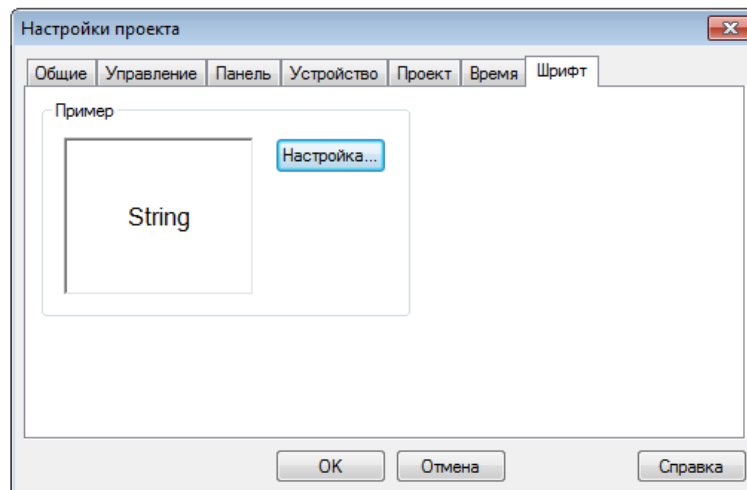 Настройки проекта
Общие Управление Панель Устройство Проект Время Шрифт
Пример
Настройка...
String
OK Отмена Справка